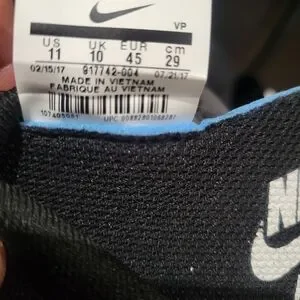 VP
US UK EUR cm
11 10 45 29
02/15/17 917742-004 07/21/17
MADE IN VIETNAM
FABRIQUE AU VIETNAM
UPC